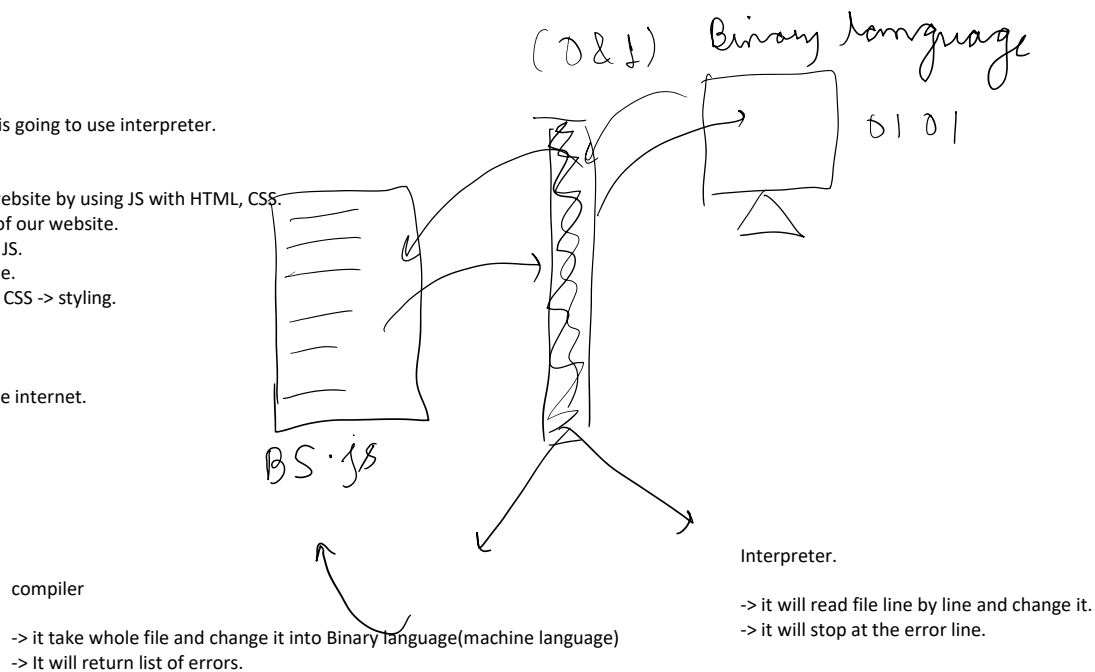 (0 & 1) Binary language
0101
is going to use interpreter.
ebsite by using JS with HTML, CSS.
of our website.
JS.
e.
CSS -> styling.
e internet.
BS.js
compiler
-> it take whole file and change it into Binary language(machine language)
-> It will return list of errors.
Interpreter.
-> it will read file line by line and change it.
-> it will stop at the error line.